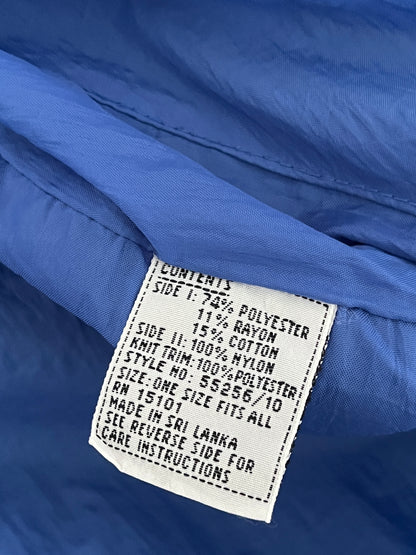 CONTENTS
SIDE I: 74% POLYESTER
11% RAYON
15% COTTON
SIDE II: 100% NYLON
KNIT TRIM: 100% POLYESTER
STYLE NO: 55256/10
SIZE: ONE SIZE FITS ALL
RN 15101
MADE IN SRI LANKA
SEE REVERSE SIDE FOR
CARE INSTRUCTIONS